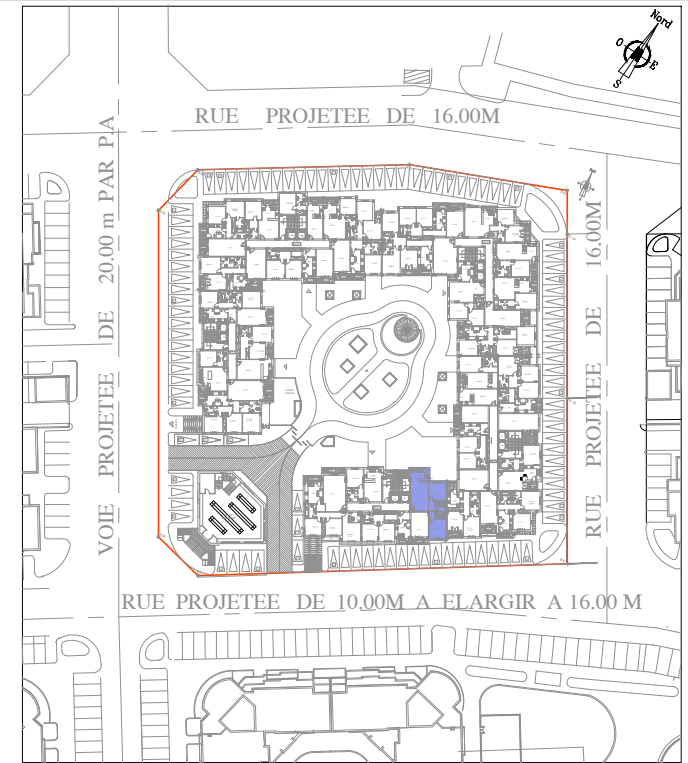 Nord
O
E
S
RUE PROJETEE DE 16.00M
VOIE PROJETEE DE 20.00 m PAR P.A
RUE PROJETEE DE 16.00M
RUE PROJETEE DE 10.00M A ELARGIR A 16.00 M